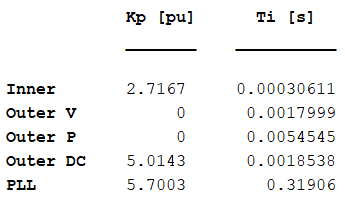 Kp [pu] Ti [s]
Inner 2.7167 0.00030611
Outer V 0 0.0017999
Outer P 0 0.0054545
Outer DC 5.0143 0.0018538
PLL 5.7003 0.31906